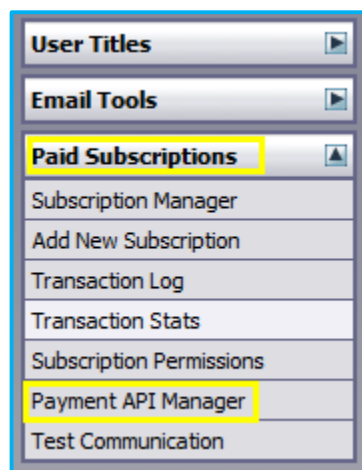 User Titles
Email Tools
Paid Subscriptions
Subscription Manager
Add New Subscription
Transaction Log
Transaction Stats
Subscription Permissions
Payment API Manager
Test Communication